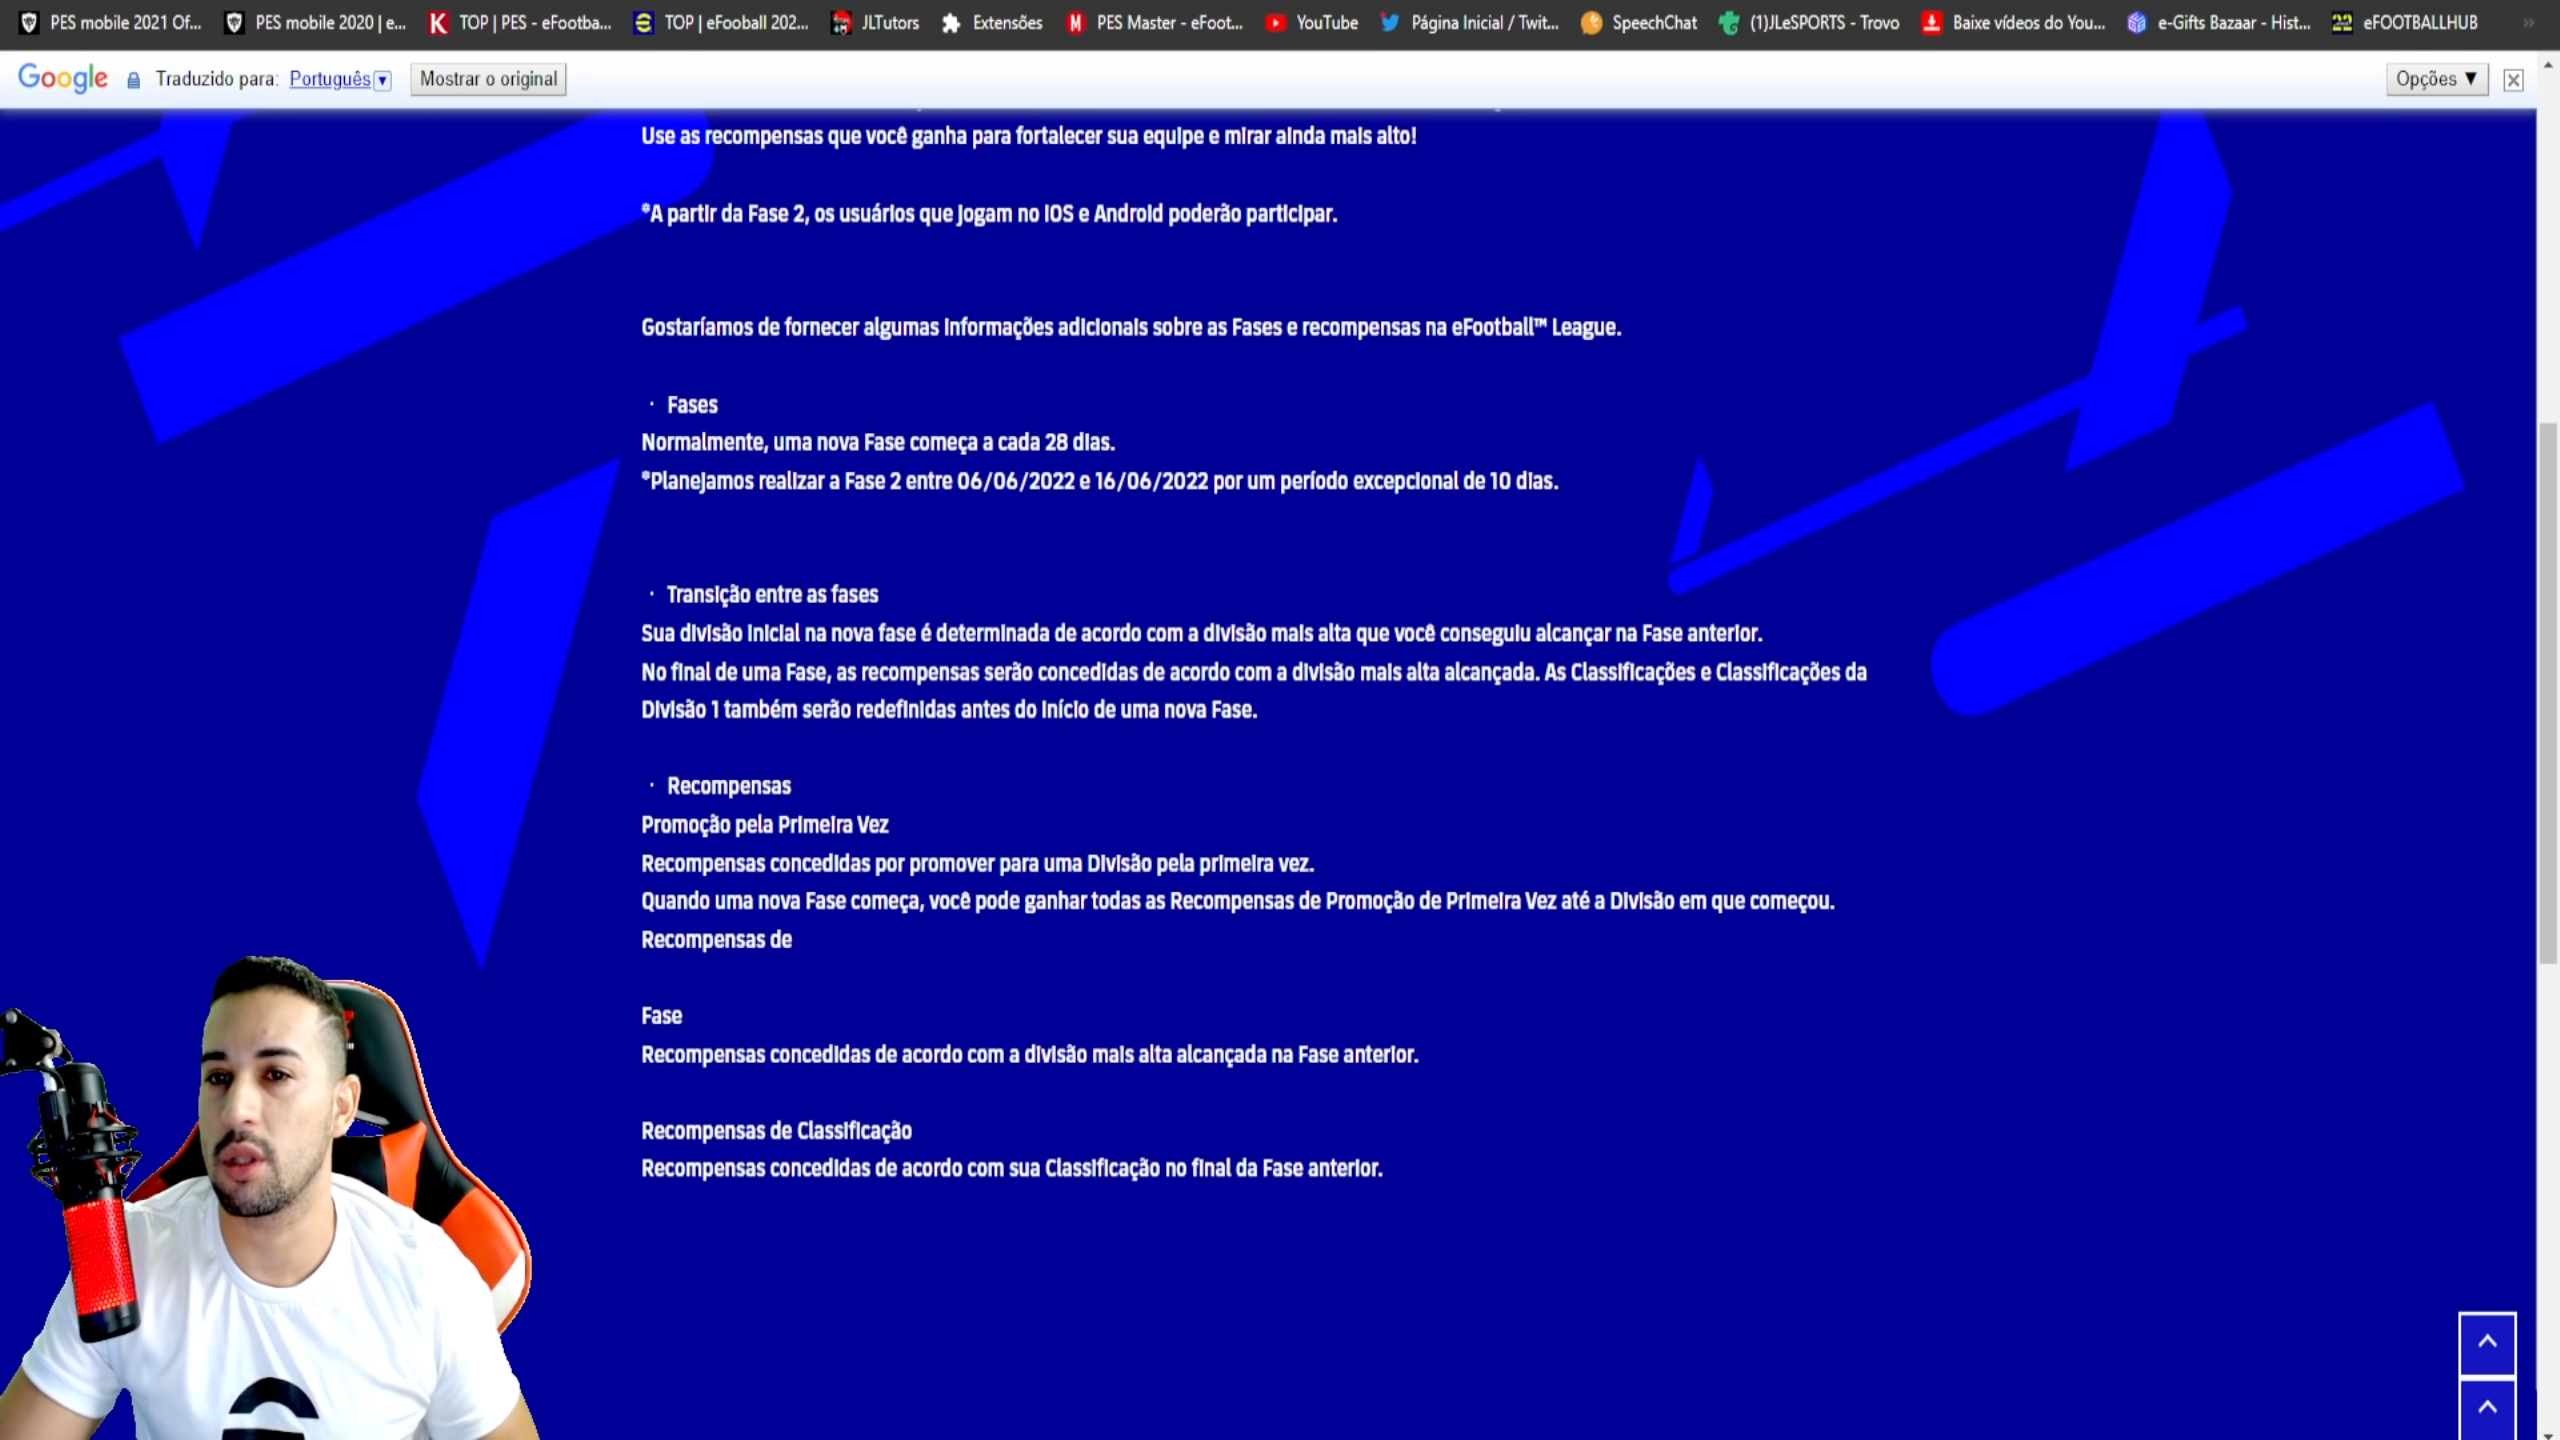 PES mobile 2021 Of... PES mobile 2020 | e... TOP | PES - eFootba... TOP | eFooball 202... JLTutors Extensões PES Master - eFoot... YouTube Página Inicial / Twit... SpeechChat (1)JLeSPORTS - Trovo Baixe vídeos do You... e-Gifts Bazaar - Hist... eFOOTBALLHUB »
Google Traduzido para: Português ▼ Mostrar o original Opções ▼
Use as recompensas que você ganha para fortalecer sua equipe e mirar ainda mais alto!
*A partir da Fase 2, os usuários que jogam no iOS e Android poderão participar.
Gostaríamos de fornecer algumas informações adicionais sobre as Fases e recompensas na eFootball™ League.
・ Fases
Normalmente, uma nova Fase começa a cada 28 dias.
*Planejamos realizar a Fase 2 entre 06/06/2022 e 16/06/2022 por um período excepcional de 10 dias.
・ Transição entre as fases
Sua divisão inicial na nova fase é determinada de acordo com a divisão mais alta que você conseguiu alcançar na Fase anterior.
No final de uma Fase, as recompensas serão concedidas de acordo com a divisão mais alta alcançada. As Classificações e Classificações da
Divisão 1 também serão redefinidas antes do início de uma nova Fase.
・ Recompensas
Promoção pela Primeira Vez
Recompensas concedidas por promover para uma Divisão pela primeira vez.
Quando uma nova Fase começa, você pode ganhar todas as Recompensas de Promoção de Primeira Vez até a Divisão em que começou.
Recompensas de
Fase
Recompensas concedidas de acordo com a divisão mais alta alcançada na Fase anterior.
Recompensas de Classificação
Recompensas concedidas de acordo com sua Classificação no final da Fase anterior.